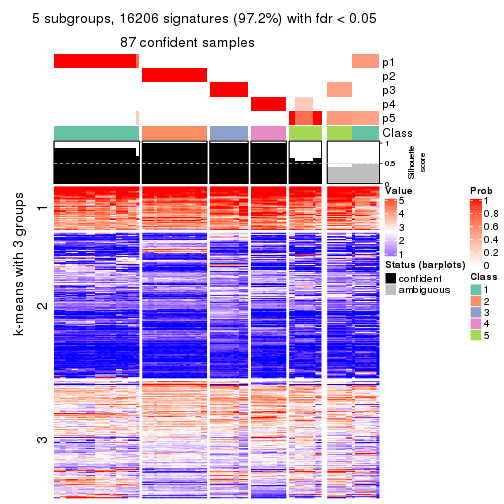 5 subgroups, 16206 signatures (97.2%) with fdr < 0.05
87 confident samples
p1
p2
p3
p4
p5
Class
1
0.5
0
Silhouette
score
k-means with 3 groups
1
2
3
Value
5
4
3
2
1
Status (barplots)
confident
ambiguous
Prob
1
0.8
0.6
0.4
0.2
0
Class
1
2
3
4
5